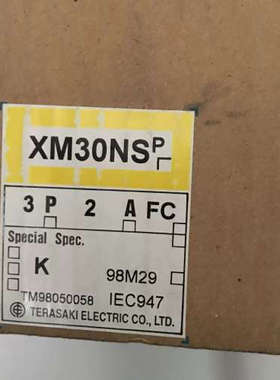 XM30NSP
3 P 2 A FC
Special Spec.
K 98M29
TM98050058 IEC947
TERASAKI ELECTRIC CO., LTD.